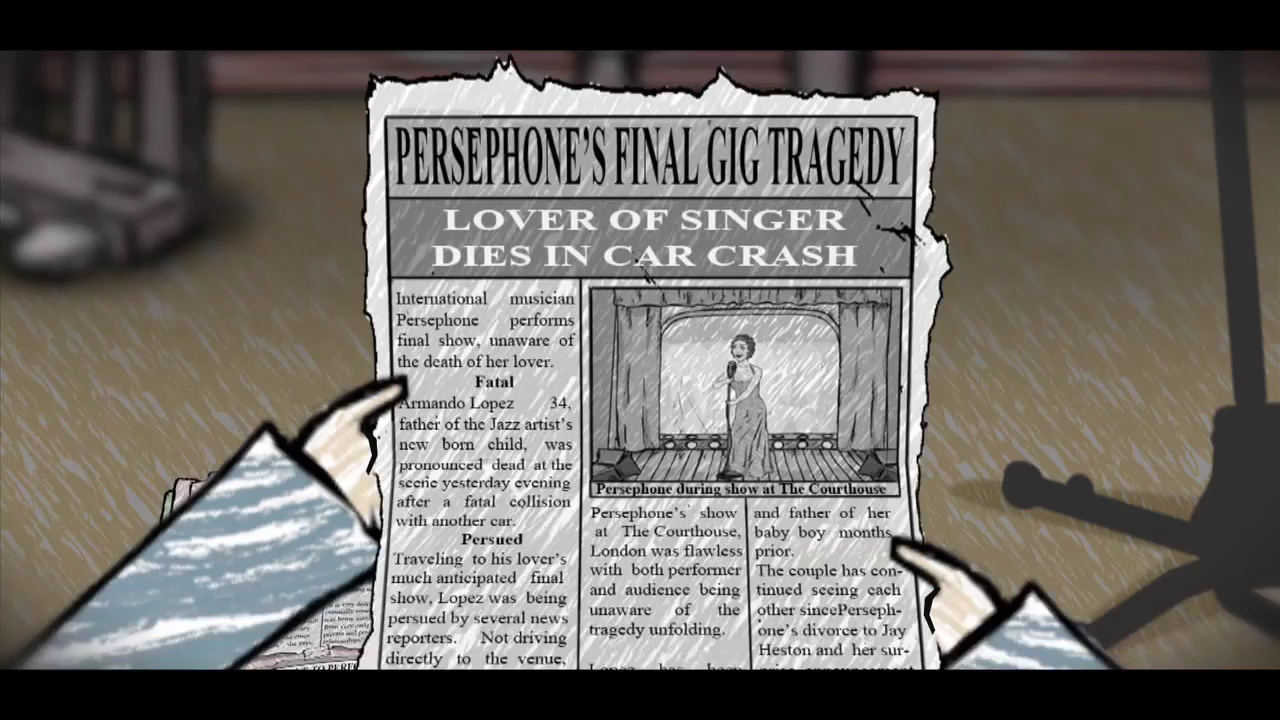 PERSEPHONE'S FINAL GIG TRAGEDY
LOVER OF SINGER
DIES IN CAR CRASH
International musician
Persephone performs
final show, unaware of
the death of her lover.
Fatal
Armando Lopez 34,
father of the Jazz artist's
new born child, was
pronounced dead at the
scene yesterday evening
after a fatal collision
with another car.
Persued
Traveling to his lover's
much anticipated final
show, Lopez was being
persued by several news
reporters. Not driving
directly to the venue,
Persephone during show at The Courthouse
Persephone's show
at The Courthouse,
London was flawless
with both performer
and audience being
unaware of the
tragedy unfolding.
Lopez has been
and father of her
baby boy months
prior.
The couple has con-
tinued seeing each
other sincePerseph-
one's divorce to Jay
Heston and her sur-